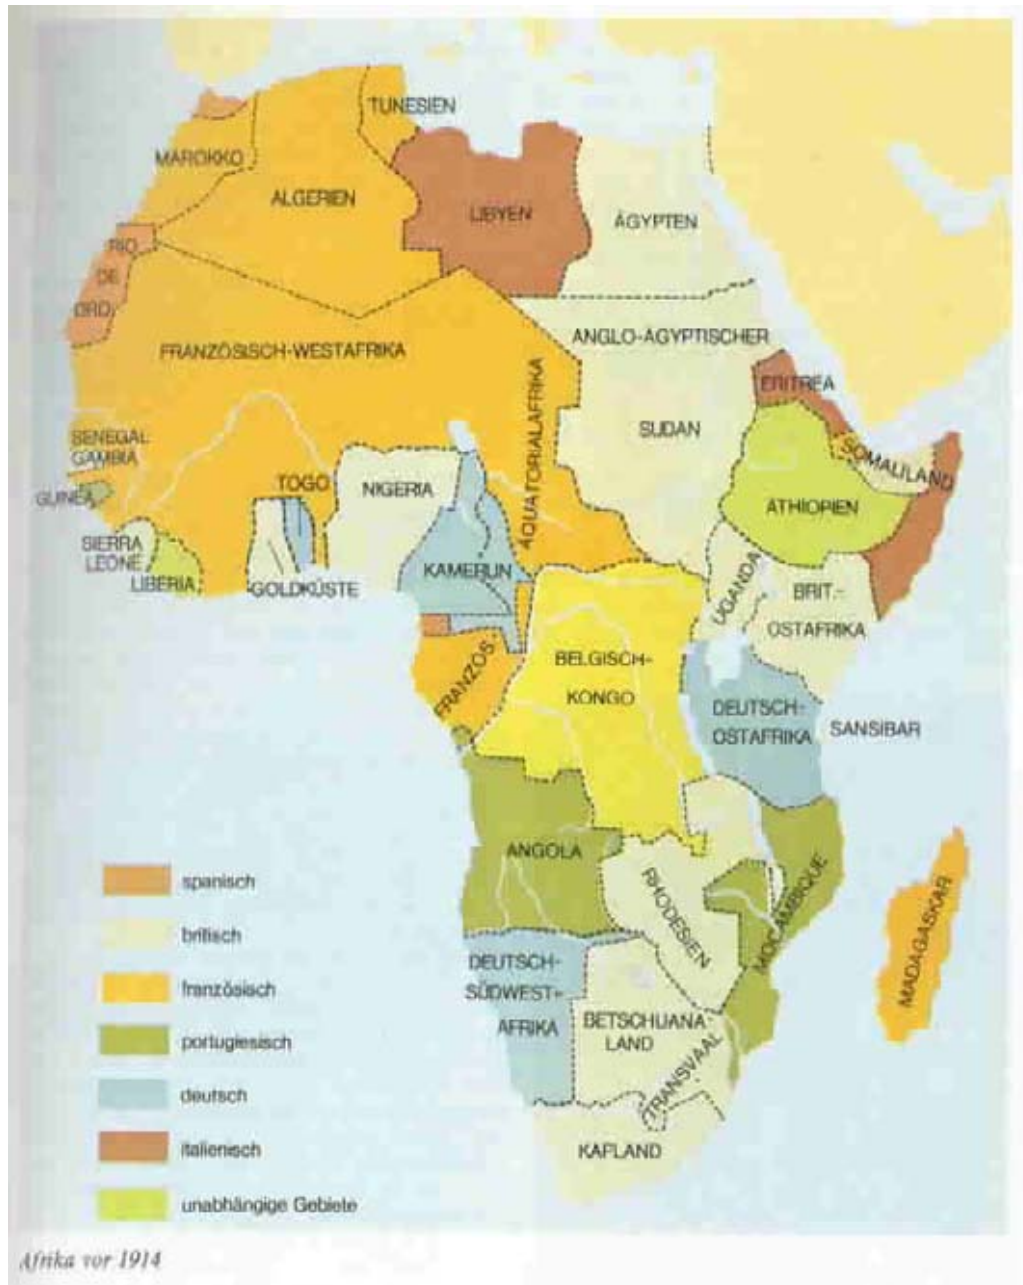 TUNESIEN
MAROKKO
ALGERIEN
LIBYEN
ÄGYPTEN
RIO
DE
ORO
FRANZÖSISCH-WESTAFRIKA
ANGLO-ÄGYPTISCHER
SUDAN
ÄQUATORIALAFRIKA
ERITREA
SOMALILAND
ÄTHIOPIEN
SENEGAL
GAMBIA
GUINEA
TOGO
NIGERIA
SIERRA
LEONE
LIBERIA
GOLDKÜSTE
KAMERUN
UGANDA
BRIT.-
OSTAFRIKA
FRANZÖS.
BELGISCH-
KONGO
DEUTSCH-
OSTAFRIKA
SANSIBAR
ANGOLA
RHODESIEN
MOÇAMBIQUE
MADAGASKAR
DEUTSCH-
SÜDWEST-
AFRIKA
BETSCHUANA-
LAND
TRANSVAAL
KAPLAND
spanisch
britisch
französisch
portugiesisch
deutsch
italienisch
unabhängige Gebiete
Afrika vor 1914